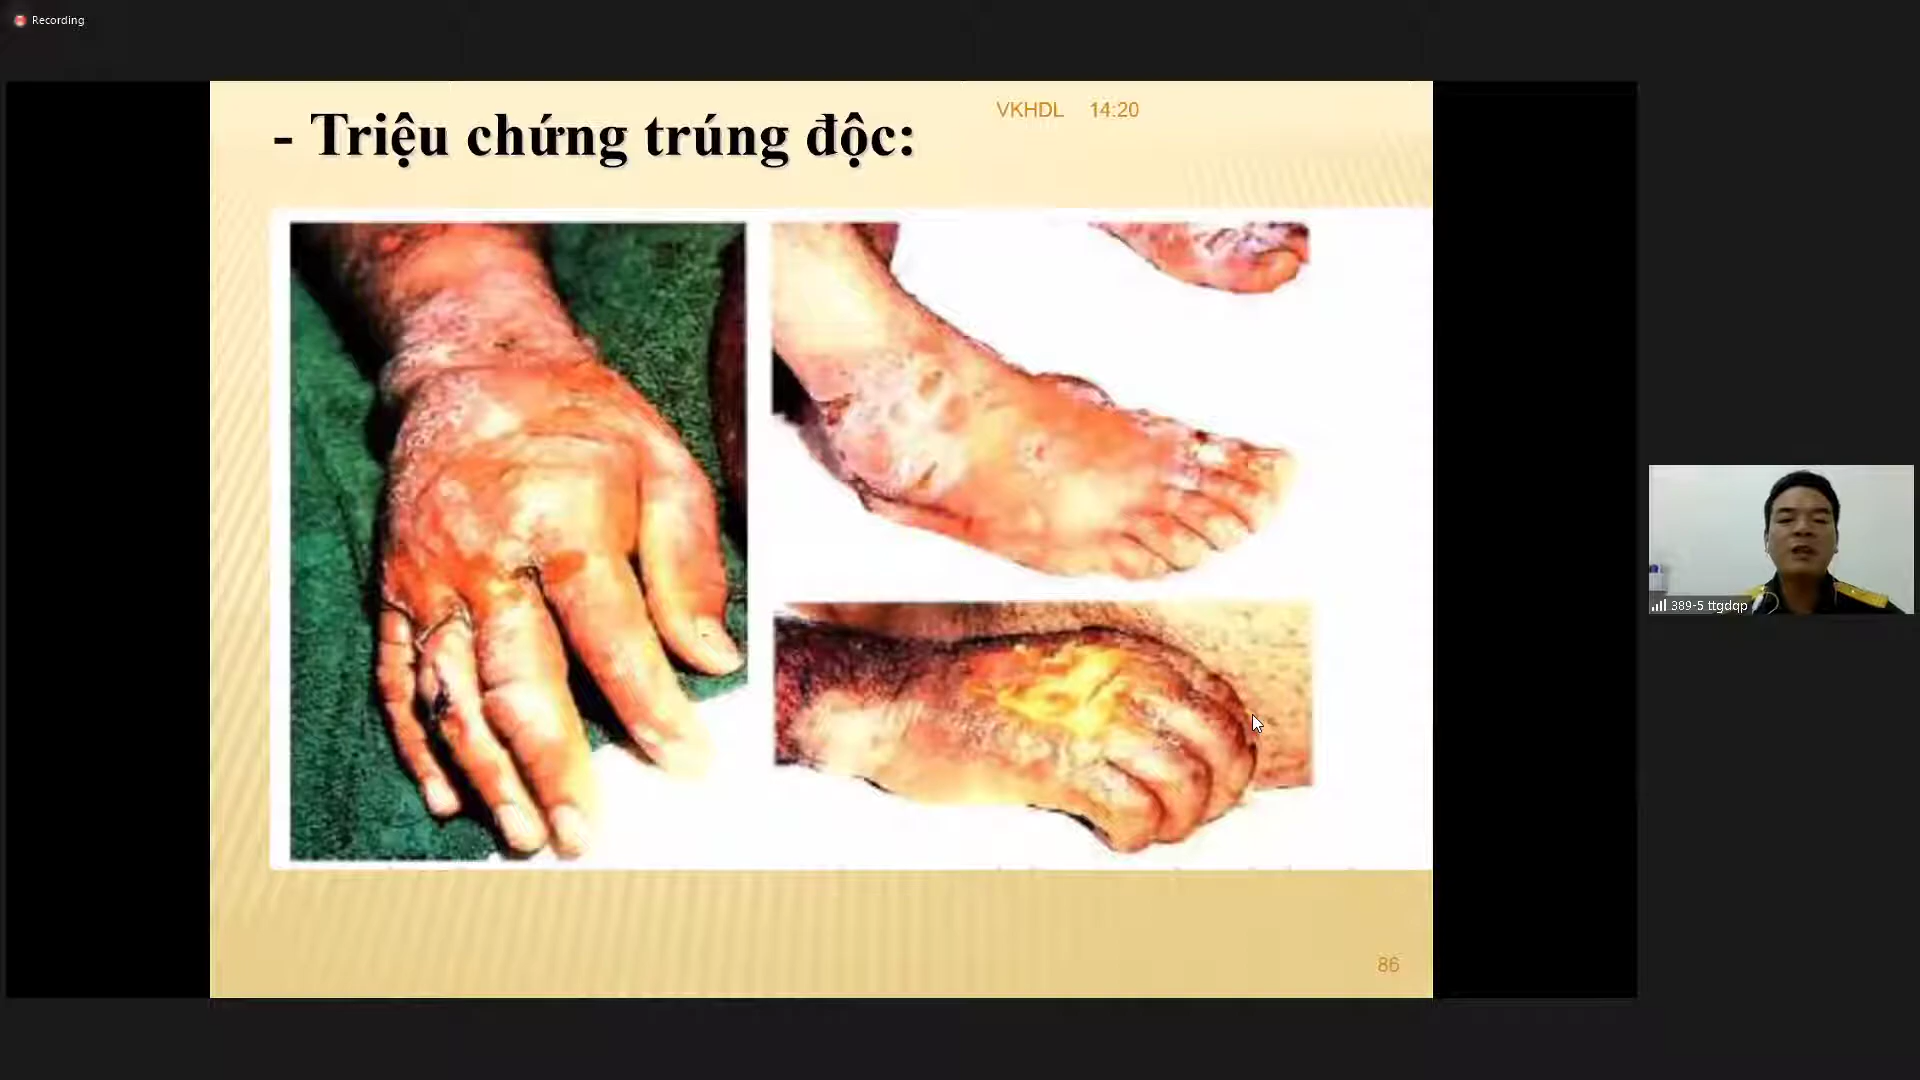 Recording
VKHDL 14:20
- Triệu chứng trúng độc:
389-5 ttgdqp
86